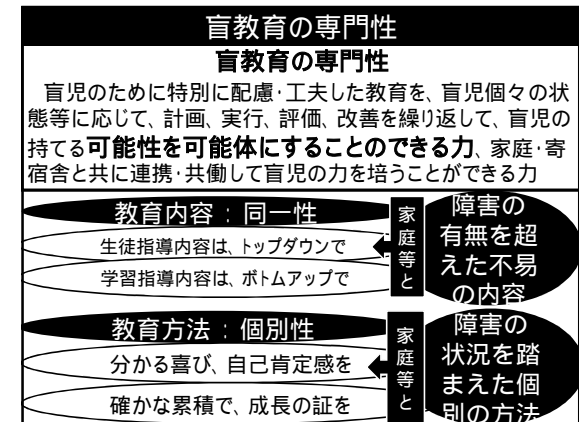 盲教育の専門性
盲教育の専門性
盲児のために特別に配慮・工夫した教育を、盲児個々の状
態等に応じて、計画、実行、評価、改善を繰り返して、盲児の
持てる可能性を可能体にすることのできる力、家庭・寄
宿舎と共に連携・共働して盲児の力を培うことができる力
教育内容：同一性
生徒指導内容は、トップダウンで
学習指導内容は、ボトムアップで
家庭等と
障害の
有無を超
えた不易
の内容
教育方法：個別性
分かる喜び、自己肯定感を
確かな累積で、成長の証を
家庭等と
障害の
状況を踏
まえた個
別の方法